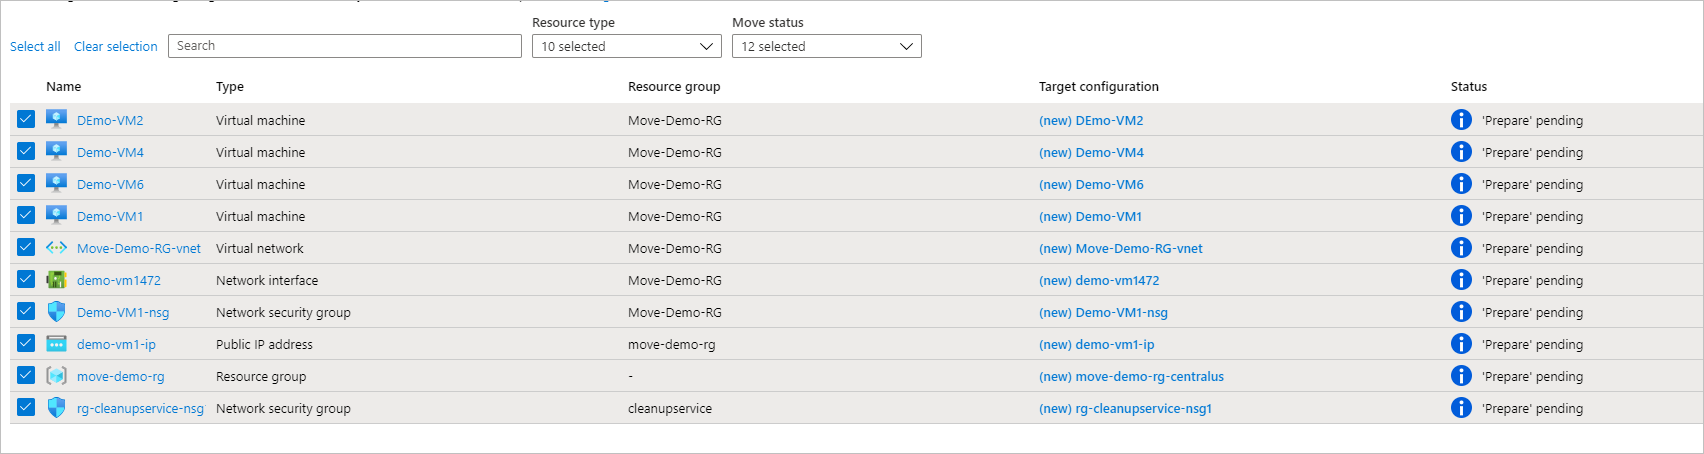 Resource type Move status
Select all Clear selection Search 10 selected 12 selected
Name Type Resource group Target configuration Status
DEmo-VM2 Virtual machine Move-Demo-RG (new) DEmo-VM2 'Prepare' pending
Demo-VM4 Virtual machine Move-Demo-RG (new) Demo-VM4 'Prepare' pending
Demo-VM6 Virtual machine Move-Demo-RG (new) Demo-VM6 'Prepare' pending
Demo-VM1 Virtual machine Move-Demo-RG (new) Demo-VM1 'Prepare' pending
Move-Demo-RG-vnet Virtual network Move-Demo-RG (new) Move-Demo-RG-vnet 'Prepare' pending
demo-vm1472 Network interface Move-Demo-RG (new) demo-vm1472 'Prepare' pending
Demo-VM1-nsg Network security group Move-Demo-RG (new) Demo-VM1-nsg 'Prepare' pending
demo-vm1-ip Public IP address move-demo-rg (new) demo-vm1-ip 'Prepare' pending
move-demo-rg Resource group - (new) move-demo-rg-centralus 'Prepare' pending
rg-cleanupservice-nsg Network security group cleanupservice (new) rg-cleanupservice-nsg1 'Prepare' pending